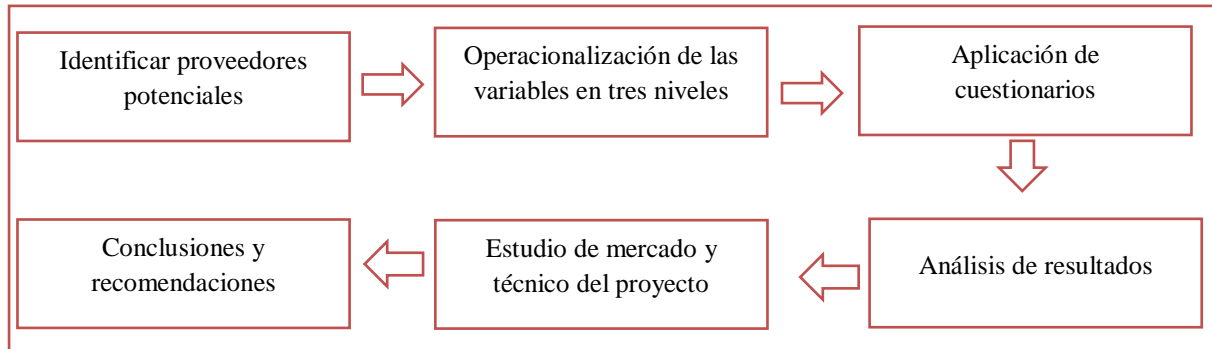 Identificar proveedores
potenciales
Operacionalización de las
variables en tres niveles
Aplicación de
cuestionarios
Análisis de resultados
Estudio de mercado y
técnico del proyecto
Conclusiones y
recomendaciones